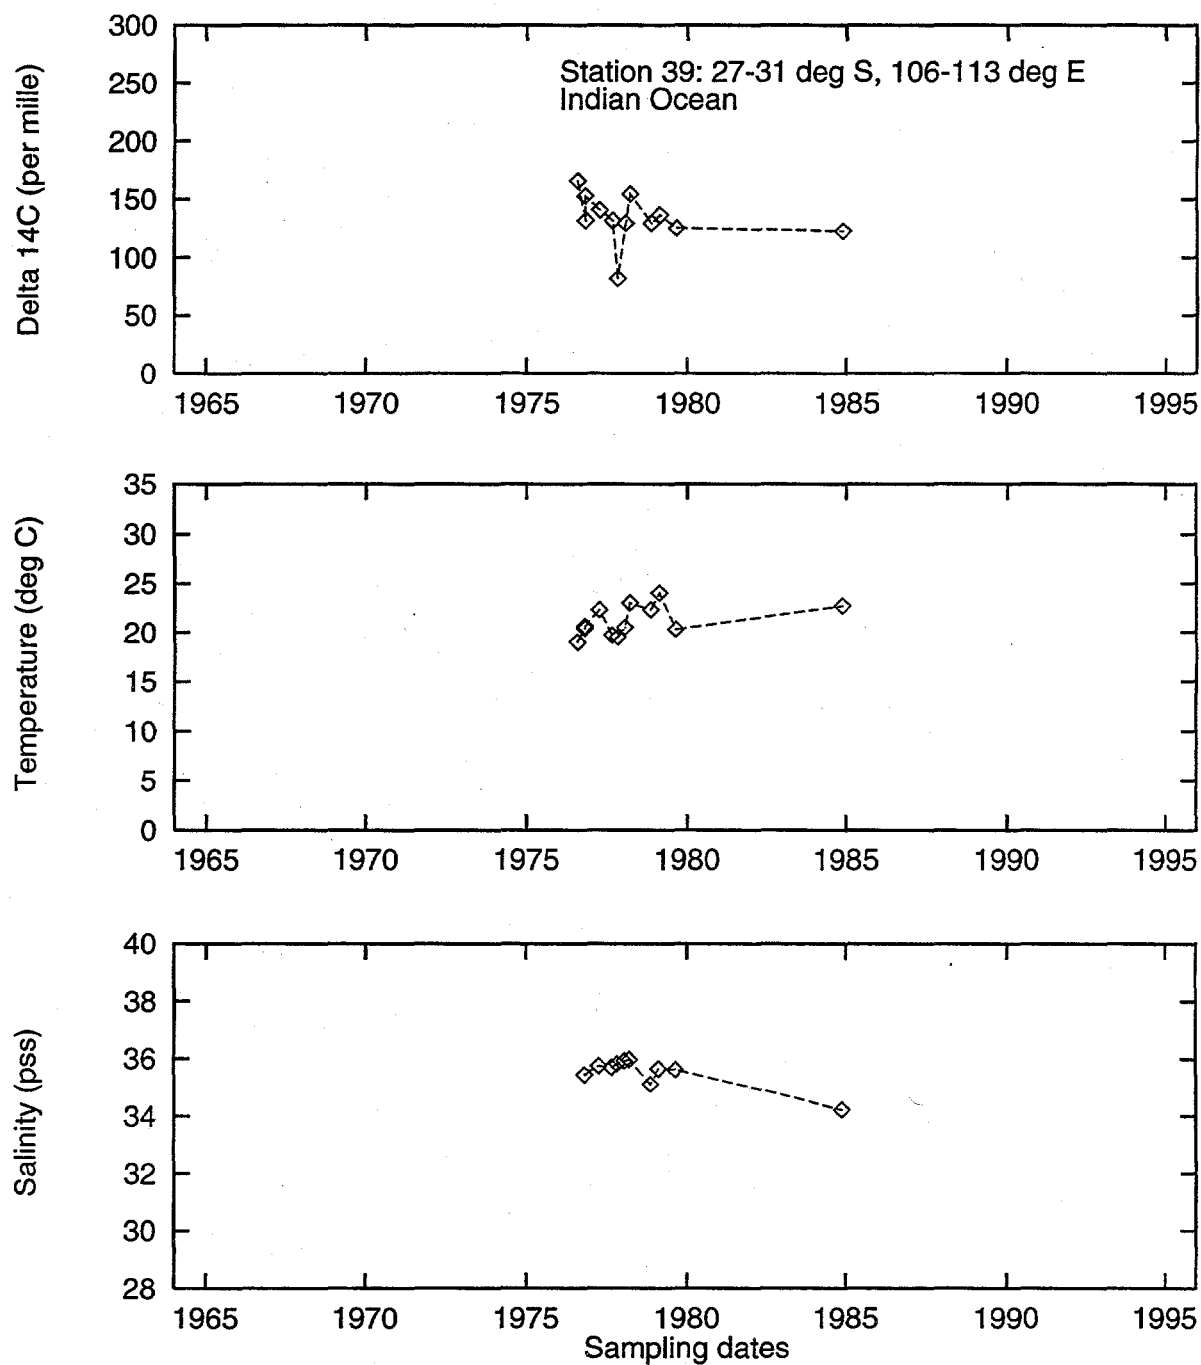 300
250
200
150
100
50
0
Delta 14C (per mille)
Station 39: 27-31 deg S, 106-113 deg E
Indian Ocean
1965 1970 1975 1980 1985 1990 1995
35
30
25
20
15
10
5
0
Temperature (deg C)
1965 1970 1975 1980 1985 1990 1995
40
38
36
34
32
30
28
Salinity (pss)
1965 1970 1975 1980 1985 1990 1995
Sampling dates